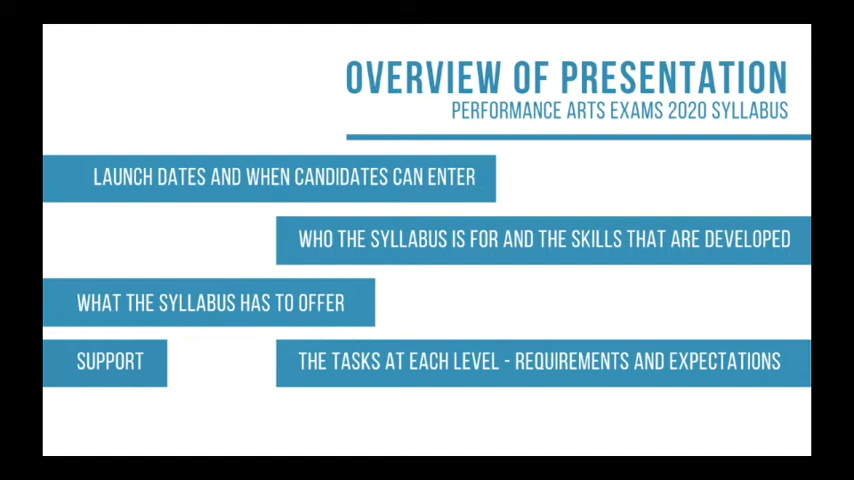 OVERVIEW OF PRESENTATION
PERFORMANCE ARTS EXAMS 2020 SYLLABUS
LAUNCH DATES AND WHEN CANDIDATES CAN ENTER
WHO THE SYLLABUS IS FOR AND THE SKILLS THAT ARE DEVELOPED
WHAT THE SYLLABUS HAS TO OFFER
SUPPORT
THE TASKS AT EACH LEVEL - REQUIREMENTS AND EXPECTATIONS